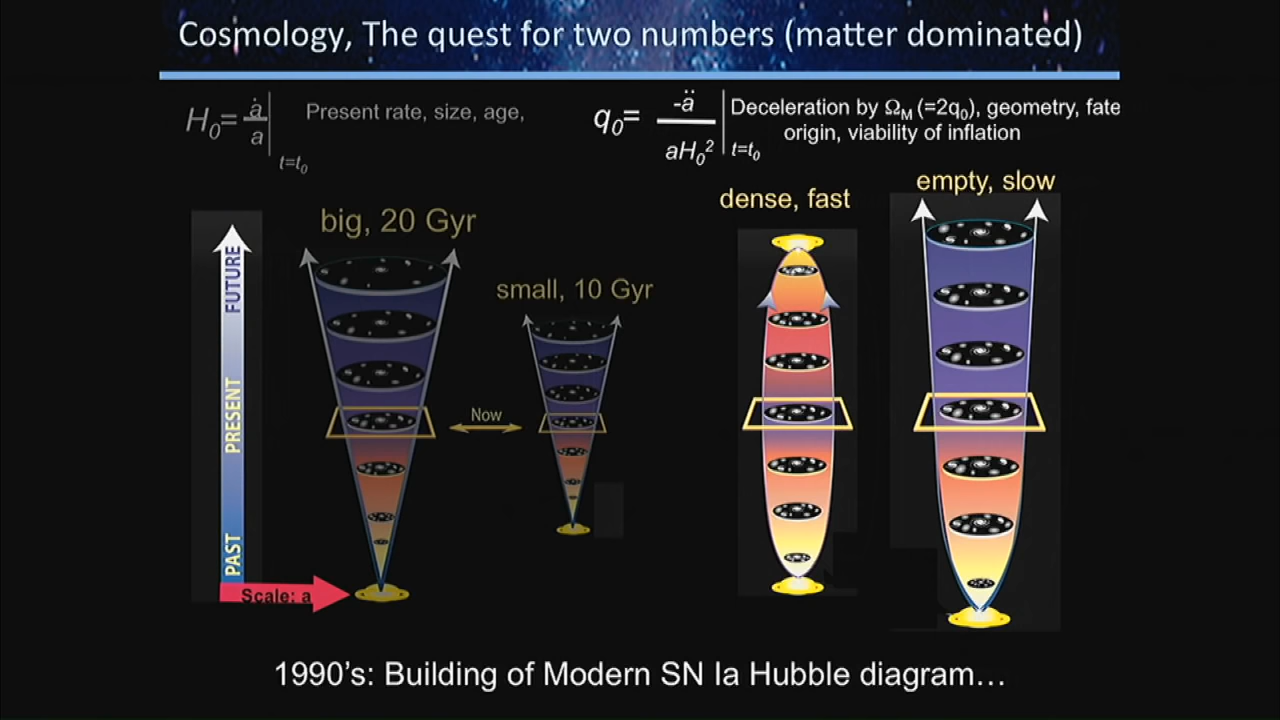 Cosmology, The quest for two numbers (matter dominated)
H₀= ȧ/a | t=t₀
Present rate, size, age,
q₀= -ä/aH₀² | t=t₀
Deceleration by Ω_M (=2q₀), geometry, fate
origin, viability of inflation
big, 20 Gyr
small, 10 Gyr
dense, fast
empty, slow
FUTURE
PRESENT
PAST
Now
Scale: a
1990's: Building of Modern SN Ia Hubble diagram...